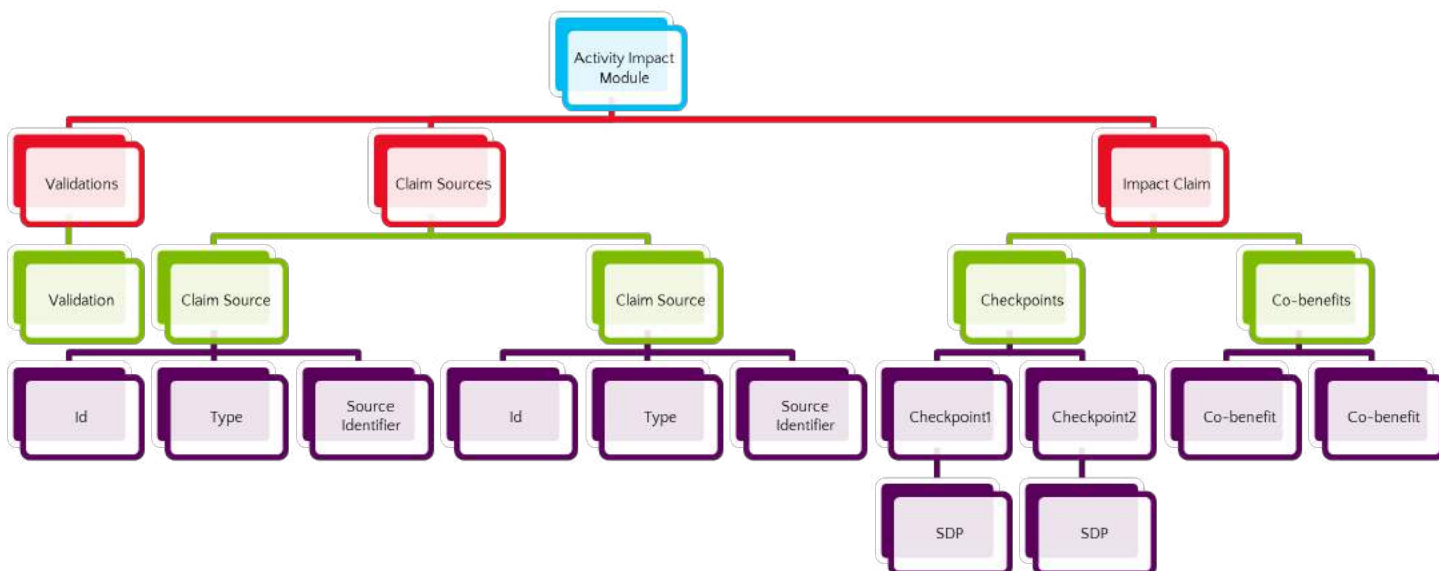 Activity Impact
Module
Validations
Claim Sources
Impact Claim
Validation
Claim Source
Claim Source
Checkpoints
Co-benefits
Id
Type
Source
Identifier
Id
Type
Source
Identifier
Checkpoint1
Checkpoint2
Co-benefit
Co-benefit
SDP
SDP